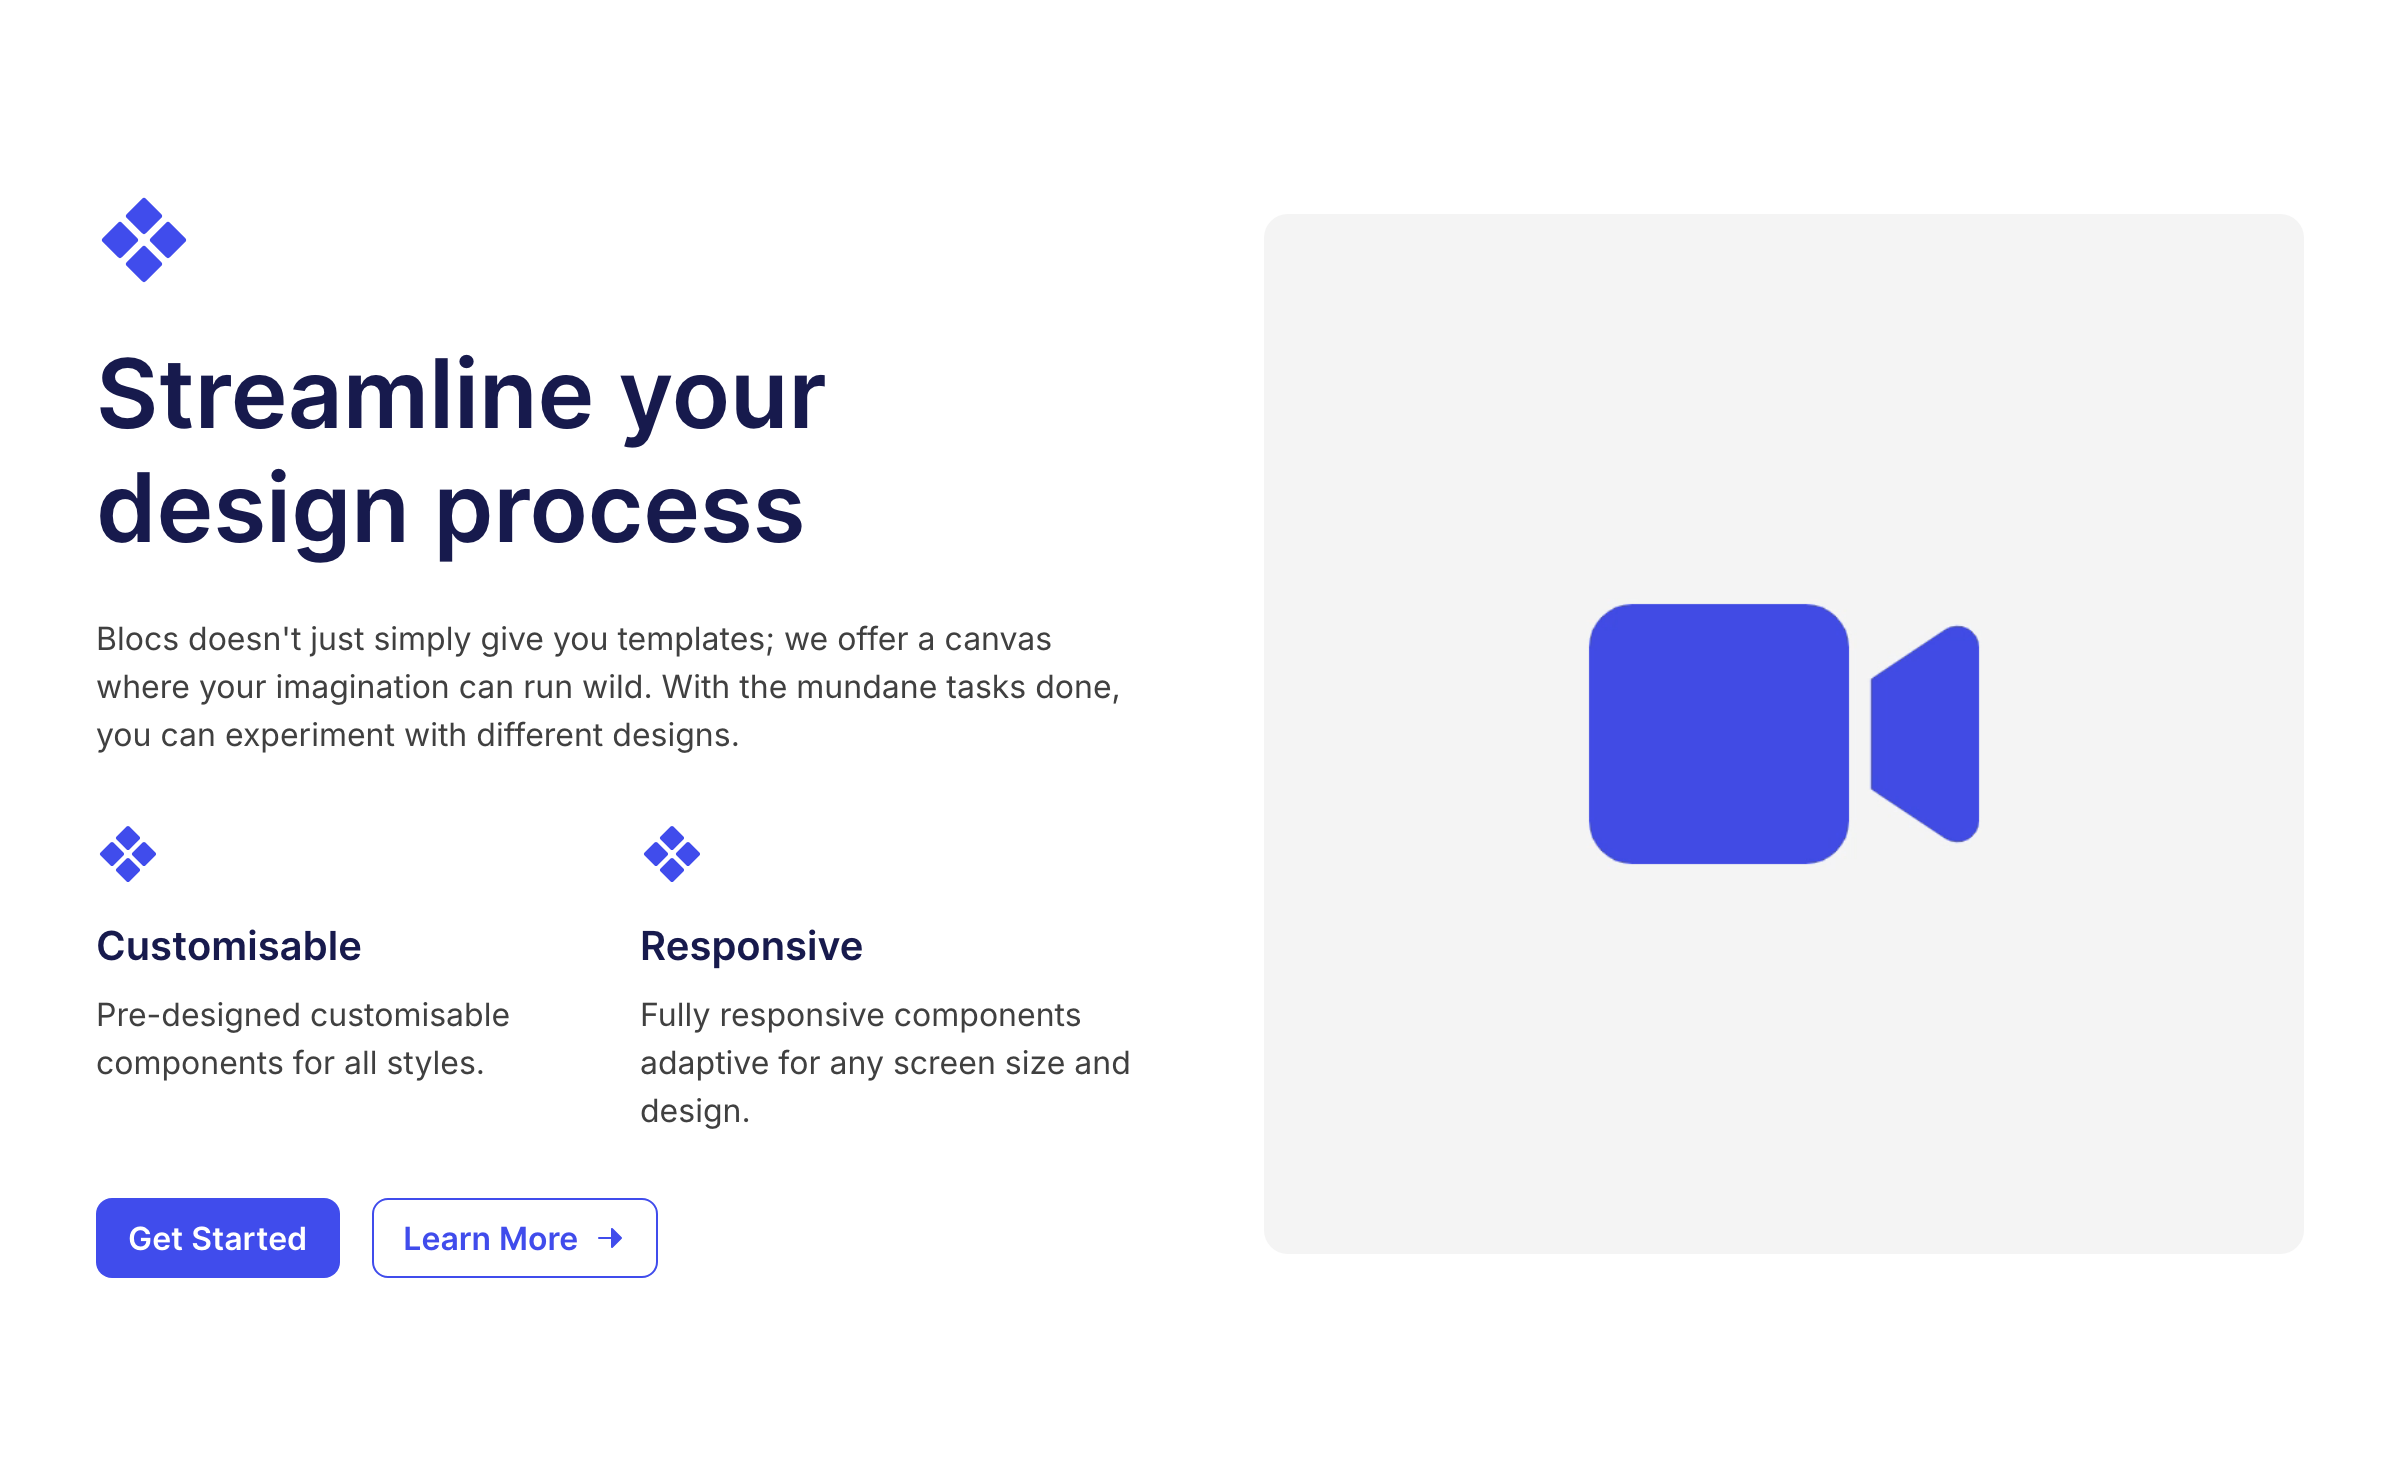 Streamline your
design process
Blocs doesn't just simply give you templates; we offer a canvas
where your imagination can run wild. With the mundane tasks done,
you can experiment with different designs.
Customisable
Pre-designed customisable
components for all styles.
Responsive
Fully responsive components
adaptive for any screen size and
design.
Get Started
Learn More